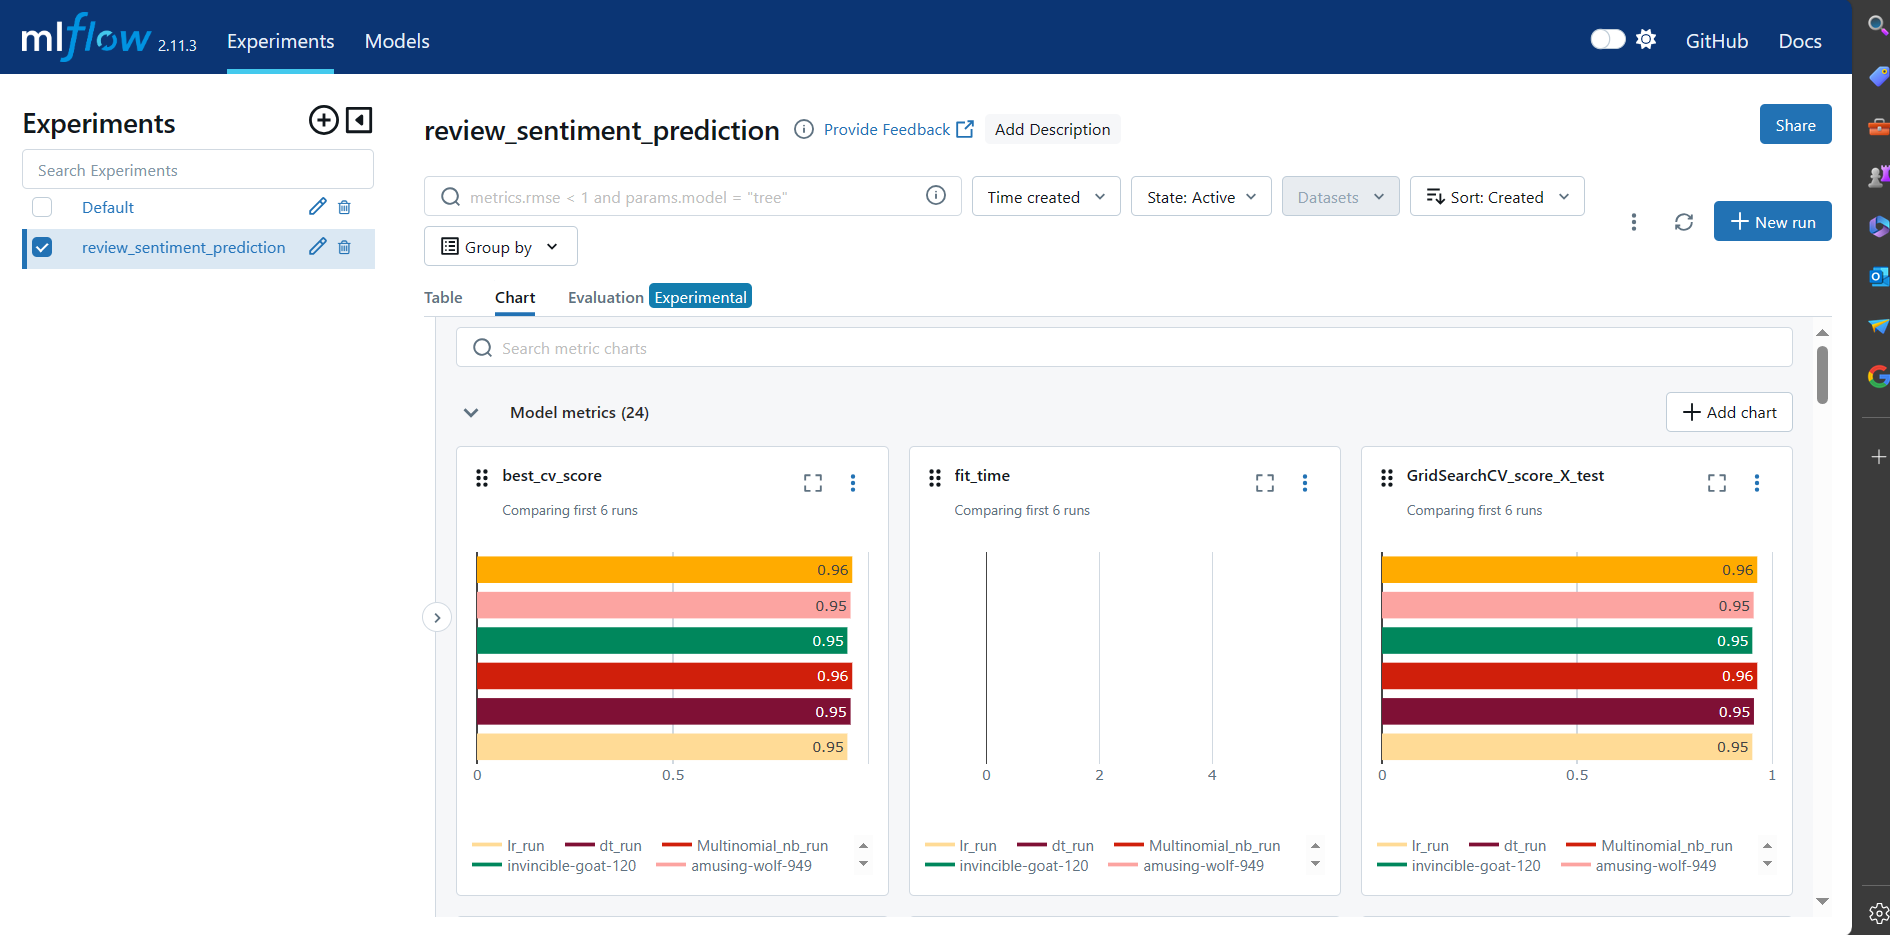 mlflow 2.11.3 Experiments Models GitHub Docs
Experiments
Search Experiments
Default
review_sentiment_prediction
review_sentiment_prediction Provide Feedback Add Description Share
metrics.rmse < 1 and params.model = "tree" Time created State: Active Datasets Sort: Created
New run
Group by
Table Chart Evaluation Experimental
Search metric charts
Model metrics (24) Add chart
best_cv_score
Comparing first 6 runs
0.96
0.95
0.95
0.96
0.95
0.95
0 0.5
lr_run dt_run Multinomial_nb_run
invincible-goat-120 amusing-wolf-949
fit_time
Comparing first 6 runs
0 2 4
lr_run dt_run Multinomial_nb_run
invincible-goat-120 amusing-wolf-949
GridSearchCV_score_X_test
Comparing first 6 runs
0.96
0.95
0.95
0.96
0.95
0.95
0 0.5 1
lr_run dt_run Multinomial_nb_run
invincible-goat-120 amusing-wolf-949